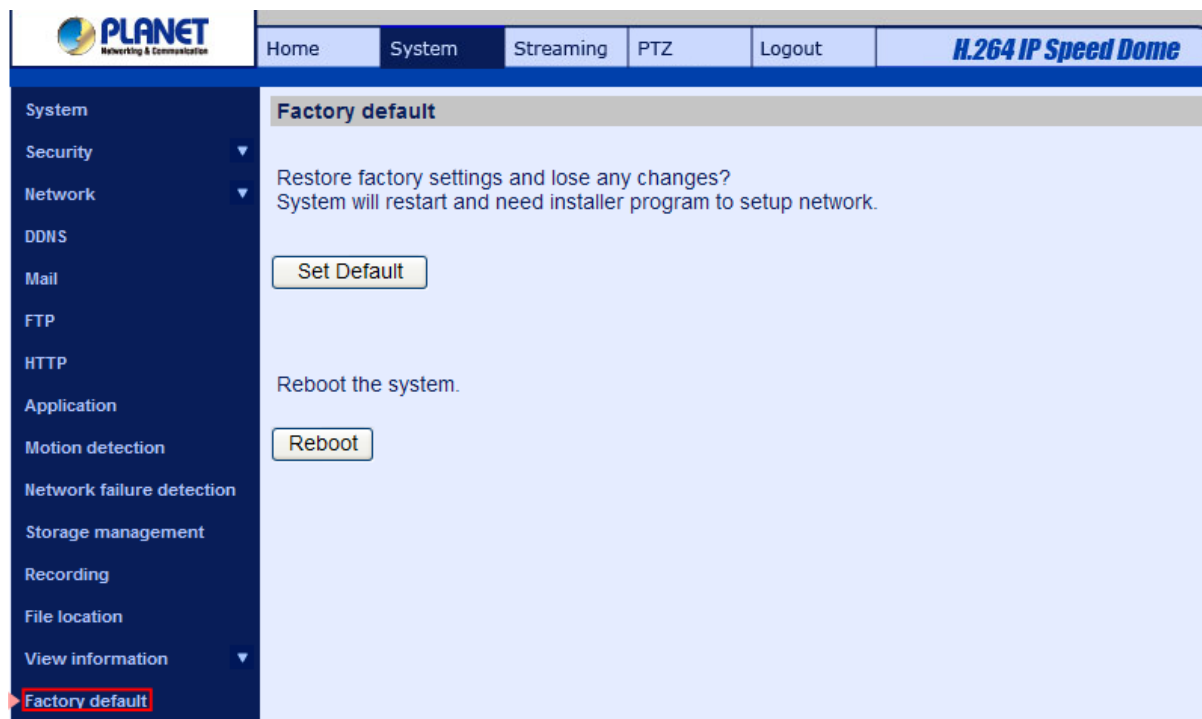 PLANET
Networking & Communication
Home System Streaming PTZ Logout H.264 IP Speed Dome
System
Security
Network
DDNS
Mail
FTP
HTTP
Application
Motion detection
Network failure detection
Storage management
Recording
File location
View information
Factory default
Factory default
Restore factory settings and lose any changes?
System will restart and need installer program to setup network.
Set Default
Reboot the system.
Reboot